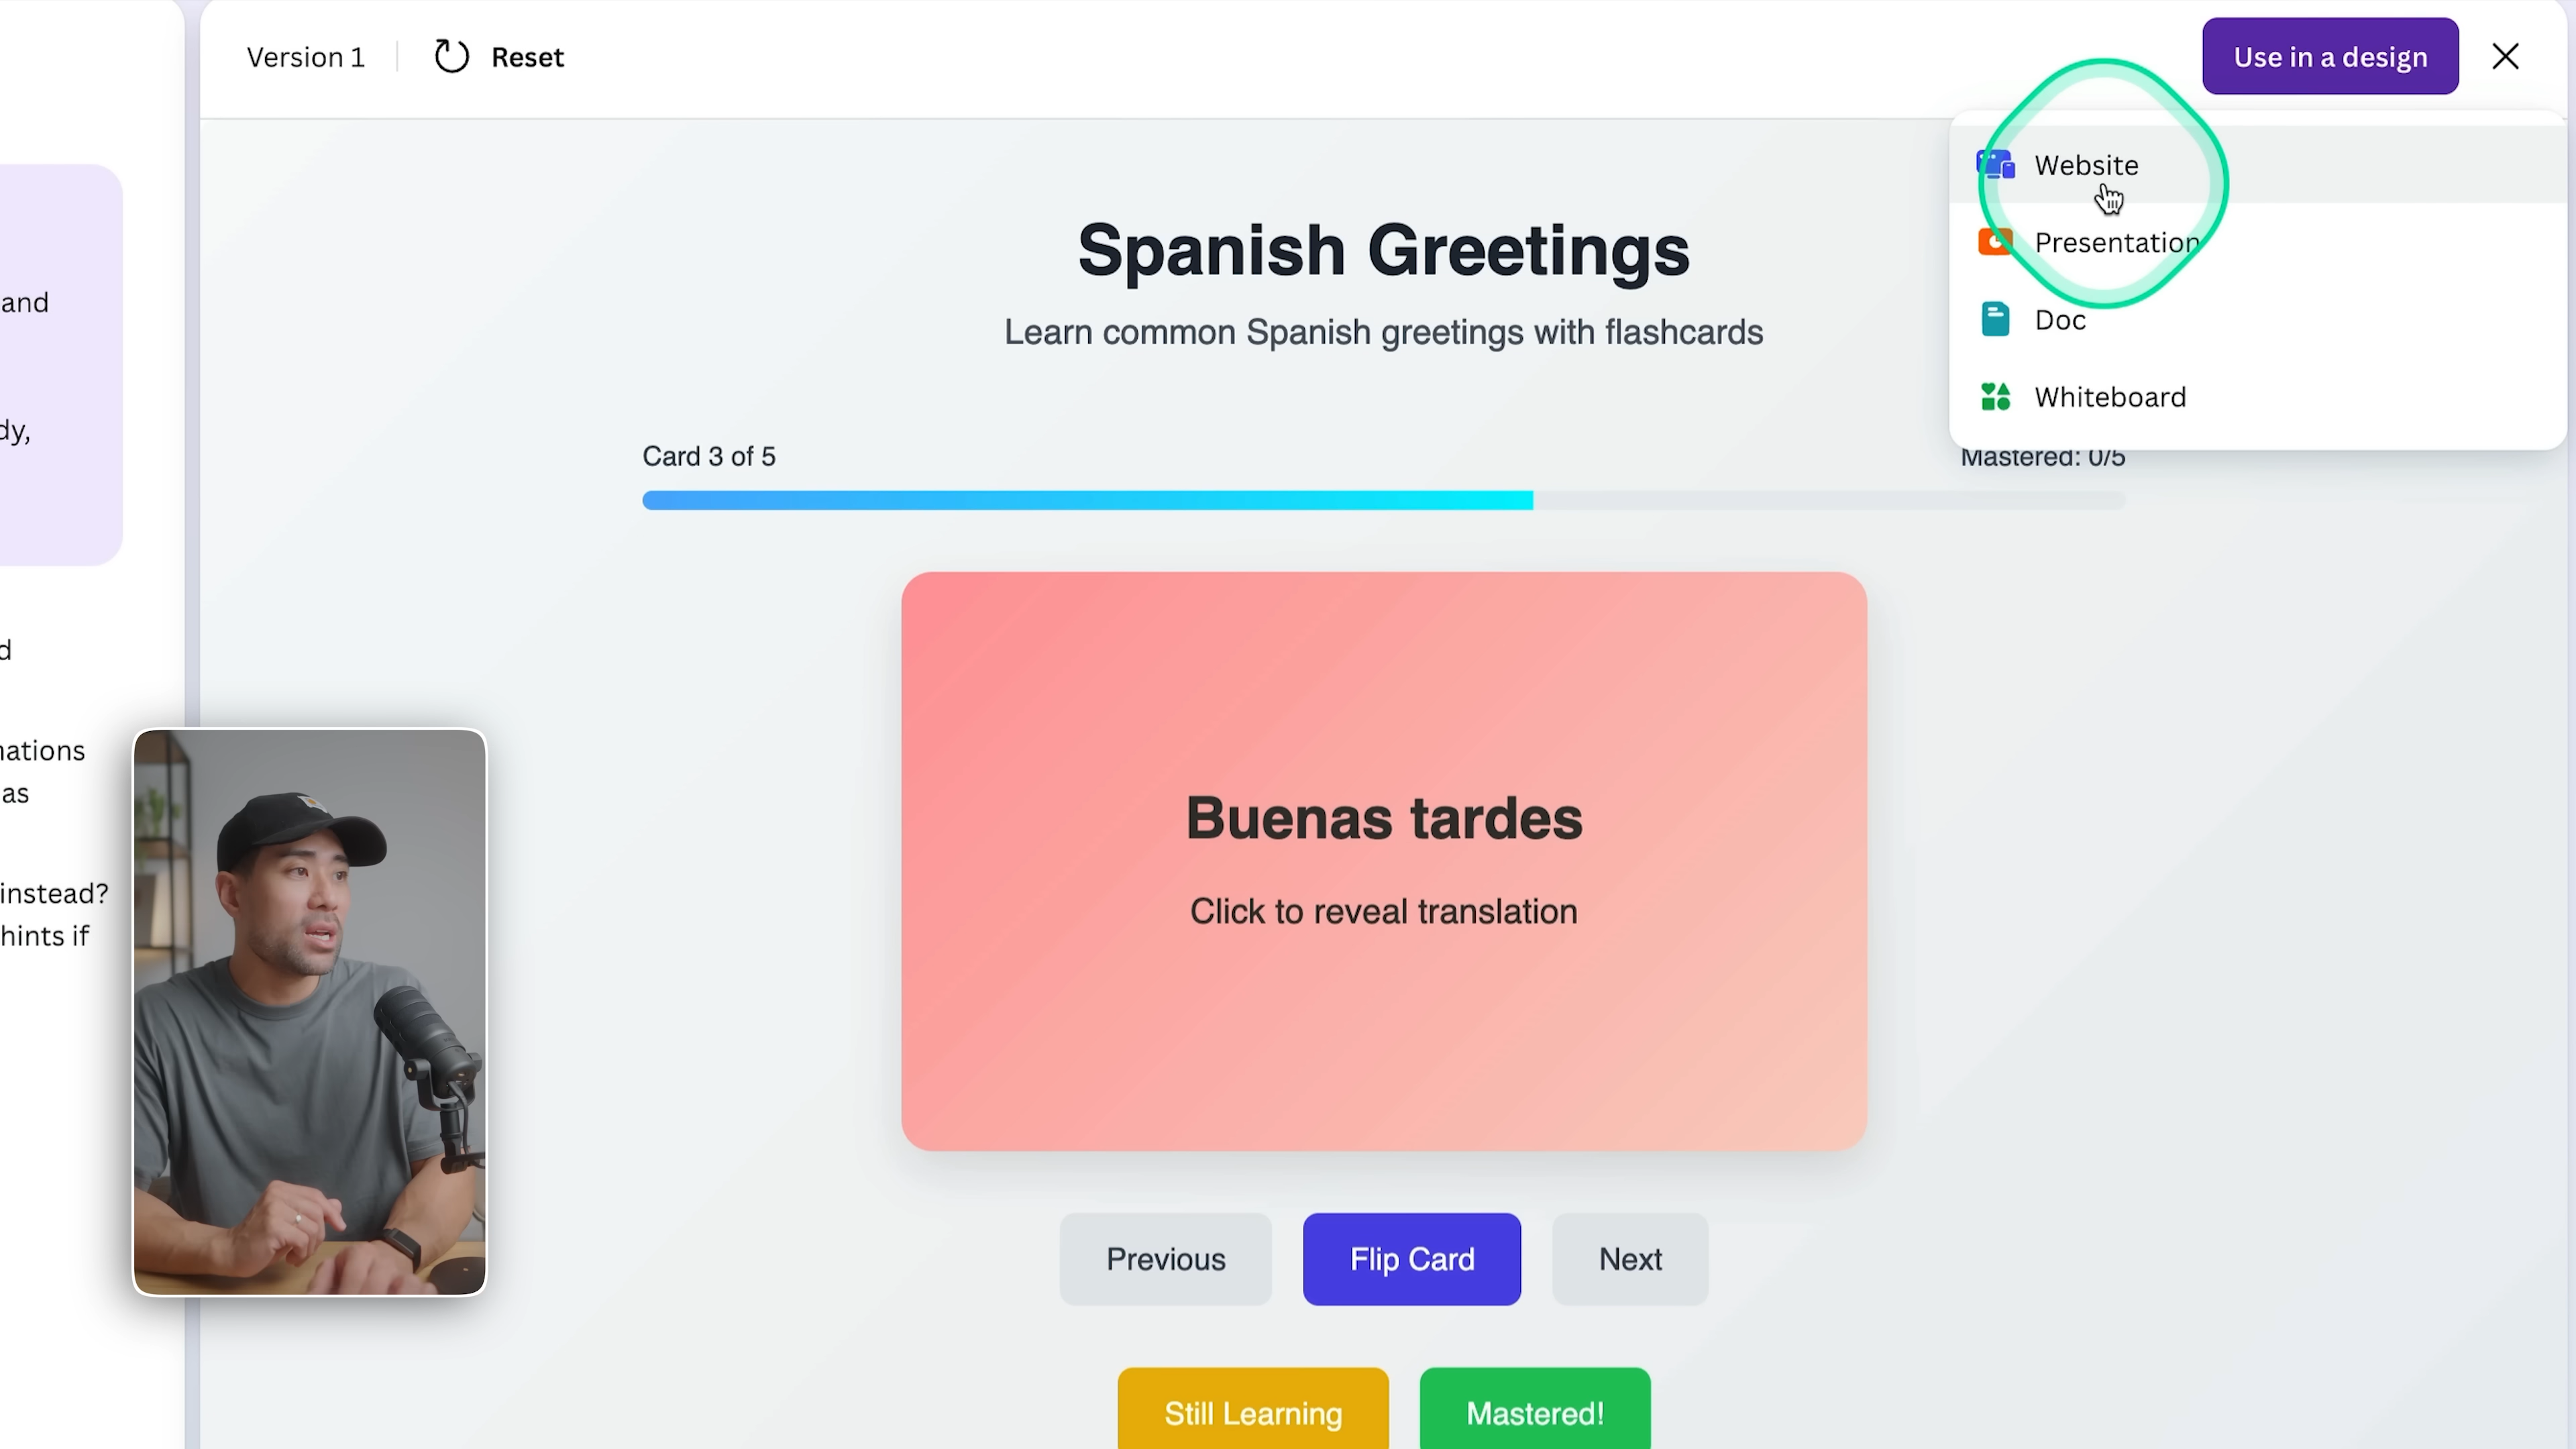 Version 1
Reset
Use in a design
Website
Presentation
Doc
Whiteboard
Spanish Greetings
Learn common Spanish greetings with flashcards
Card 3 of 5
Mastered: 0/5
Buenas tardes
Click to reveal translation
Previous
Flip Card
Next
Still Learning
Mastered!
and
as
instead?
hints if